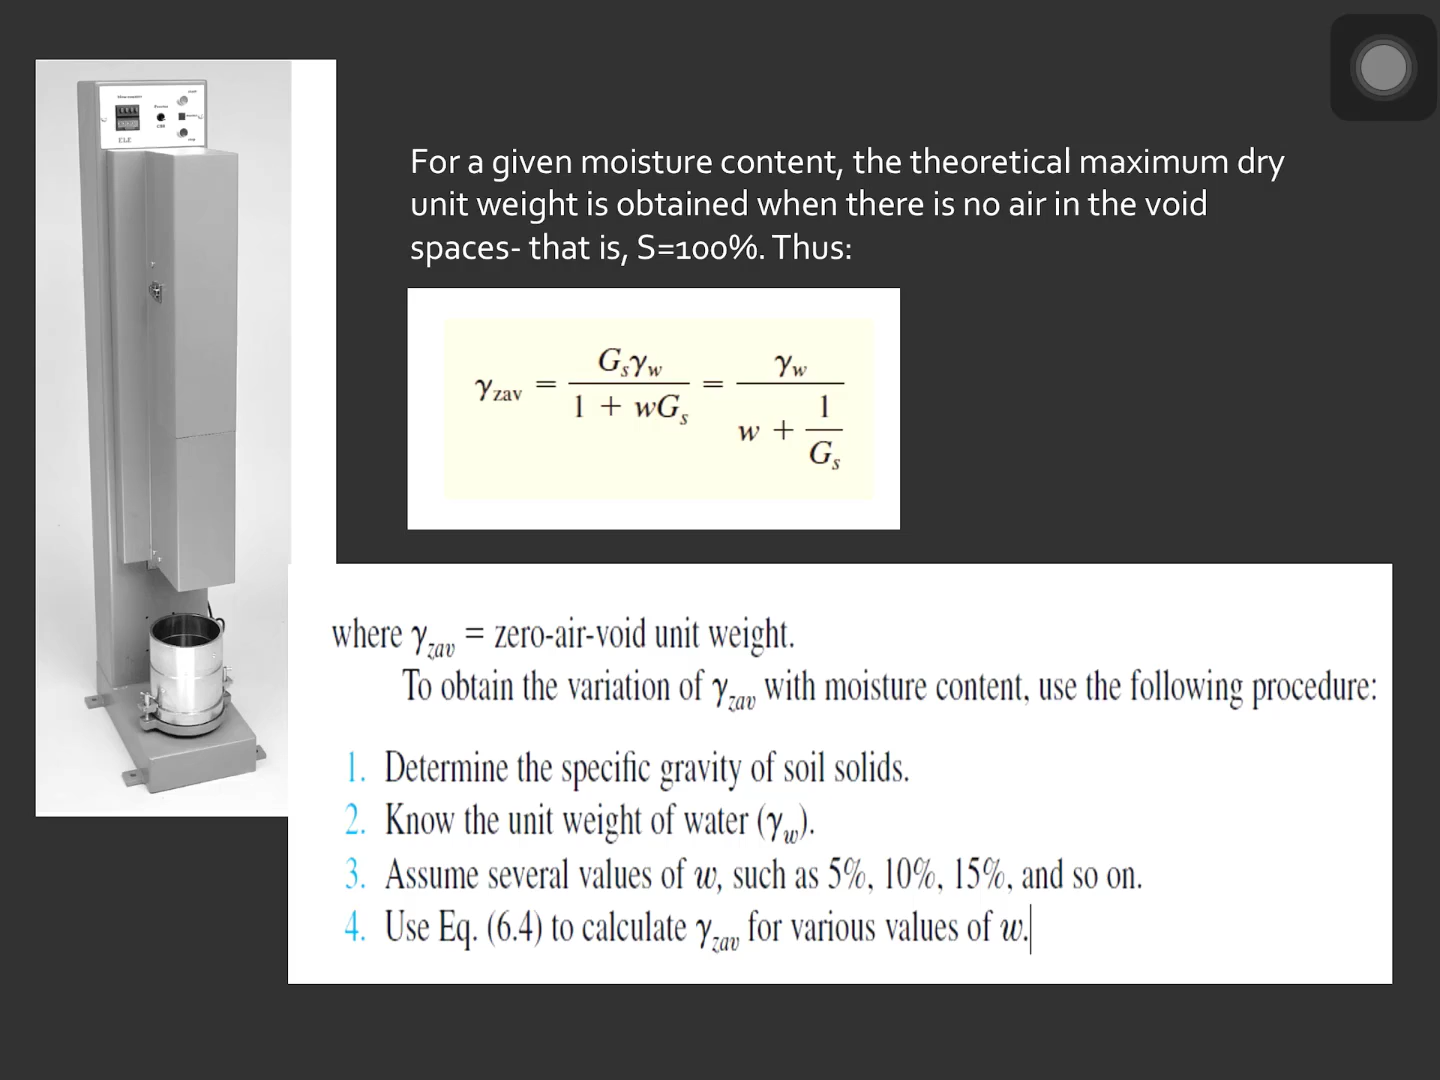 ELE
For a given moisture content, the theoretical maximum dry
unit weight is obtained when there is no air in the void
spaces- that is, S=100%. Thus:
γzav = Gsγw / (1 + wGs) = γw / (w + 1/Gs)
where γzav = zero-air-void unit weight.
To obtain the variation of γzav with moisture content, use the following procedure:
1. Determine the specific gravity of soil solids.
2. Know the unit weight of water (γw).
3. Assume several values of w, such as 5%, 10%, 15%, and so on.
4. Use Eq. (6.4) to calculate γzav for various values of w.